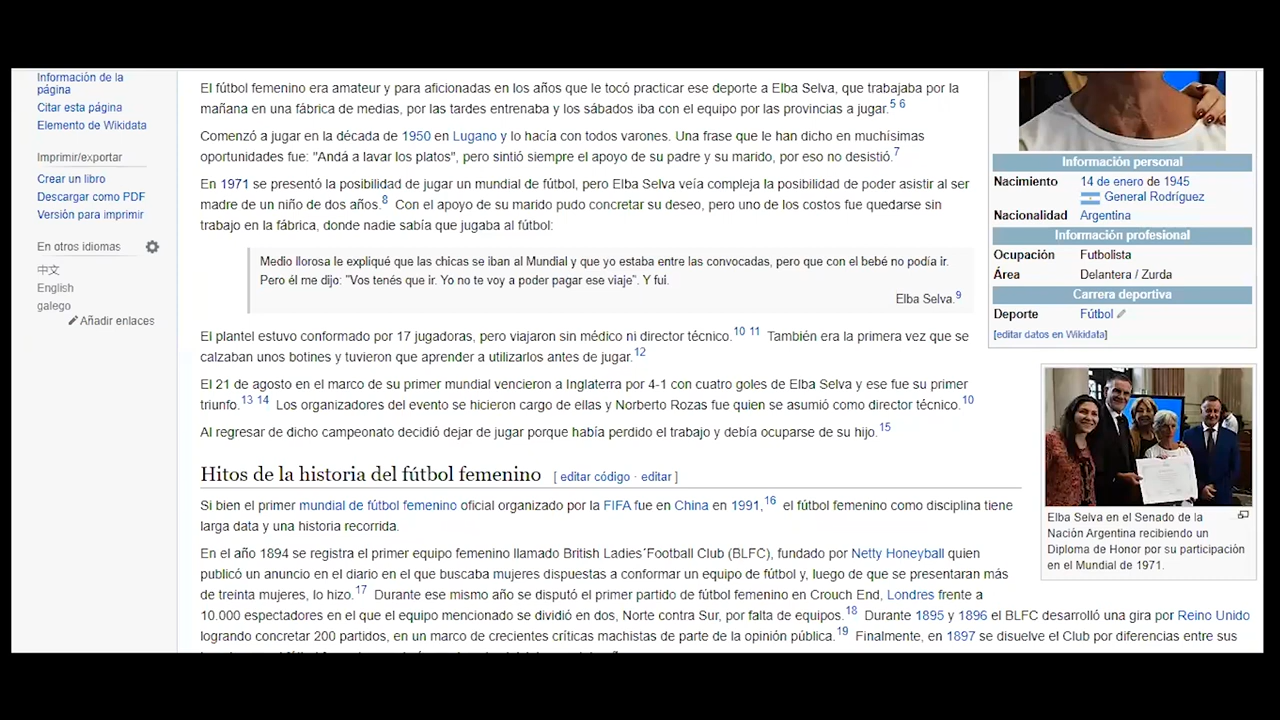 Información de la
página
Citar esta página
Elemento de Wikidata
Imprimir/exportar
Crear un libro
Descargar como PDF
Versión para imprimir
En otros idiomas
中文
English
galego
Añadir enlaces
El fútbol femenino era amateur y para aficionadas en los años que le tocó practicar ese deporte a Elba Selva, que trabajaba por la
mañana en una fábrica de medias, por las tardes entrenaba y los sábados iba con el equipo por las provincias a jugar.5 6
Comenzó a jugar en la década de 1950 en Lugano y lo hacía con todos varones. Una frase que le han dicho en muchísimas
oportunidades fue: "Andá a lavar los platos", pero sintió siempre el apoyo de su padre y su marido, por eso no desistió.7
En 1971 se presentó la posibilidad de jugar un mundial de fútbol, pero Elba Selva veía compleja la posibilidad de poder asistir al ser
madre de un niño de dos años.8 Con el apoyo de su marido pudo concretar su deseo, pero uno de los costos fue quedarse sin
trabajo en la fábrica, donde nadie sabía que jugaba al fútbol:
Medio llorosa le expliqué que las chicas se iban al Mundial y que yo estaba entre las convocadas, pero que con el bebé no podía ir.
Pero él me dijo: "Vos tenés que ir. Yo no te voy a poder pagar ese viaje". Y fui.
Elba Selva.9
El plantel estuvo conformado por 17 jugadoras, pero viajaron sin médico ni director técnico.10 11 También era la primera vez que se
calzaban unos botines y tuvieron que aprender a utilizarlos antes de jugar.12
El 21 de agosto en el marco de su primer mundial vencieron a Inglaterra por 4-1 con cuatro goles de Elba Selva y ese fue su primer
triunfo.13 14 Los organizadores del evento se hicieron cargo de ellas y Norberto Rozas fue quien se asumió como director técnico.10
Al regresar de dicho campeonato decidió dejar de jugar porque había perdido el trabajo y debía ocuparse de su hijo.15
Hitos de la historia del fútbol femenino [ editar código · editar ]
Si bien el primer mundial de fútbol femenino oficial organizado por la FIFA fue en China en 1991,16 el fútbol femenino como disciplina tiene
larga data y una historia recorrida.
En el año 1894 se registra el primer equipo femenino llamado British Ladies´Football Club (BLFC), fundado por Netty Honeyball quien
publicó un anuncio en el diario en el que buscaba mujeres dispuestas a conformar un equipo de fútbol y, luego de que se presentaran más
de treinta mujeres, lo hizo.17 Durante ese mismo año se disputó el primer partido de fútbol femenino en Crouch End, Londres frente a
10.000 espectadores en el que el equipo mencionado se dividió en dos, Norte contra Sur, por falta de equipos.18 Durante 1895 y 1896 el BLFC desarrolló una gira por Reino Unido
logrando concretar 200 partidos, en un marco de crecientes críticas machistas de parte de la opinión pública.19 Finalmente, en 1897 se disuelve el Club por diferencias entre sus
Información personal
Nacimiento 14 de enero de 1945
General Rodríguez
Nacionalidad Argentina
Información profesional
Ocupación Futbolista
Área Delantera / Zurda
Carrera deportiva
Deporte Fútbol
[editar datos en Wikidata]
Elba Selva en el Senado de la
Nación Argentina recibiendo un
Diploma de Honor por su participación
en el Mundial de 1971.